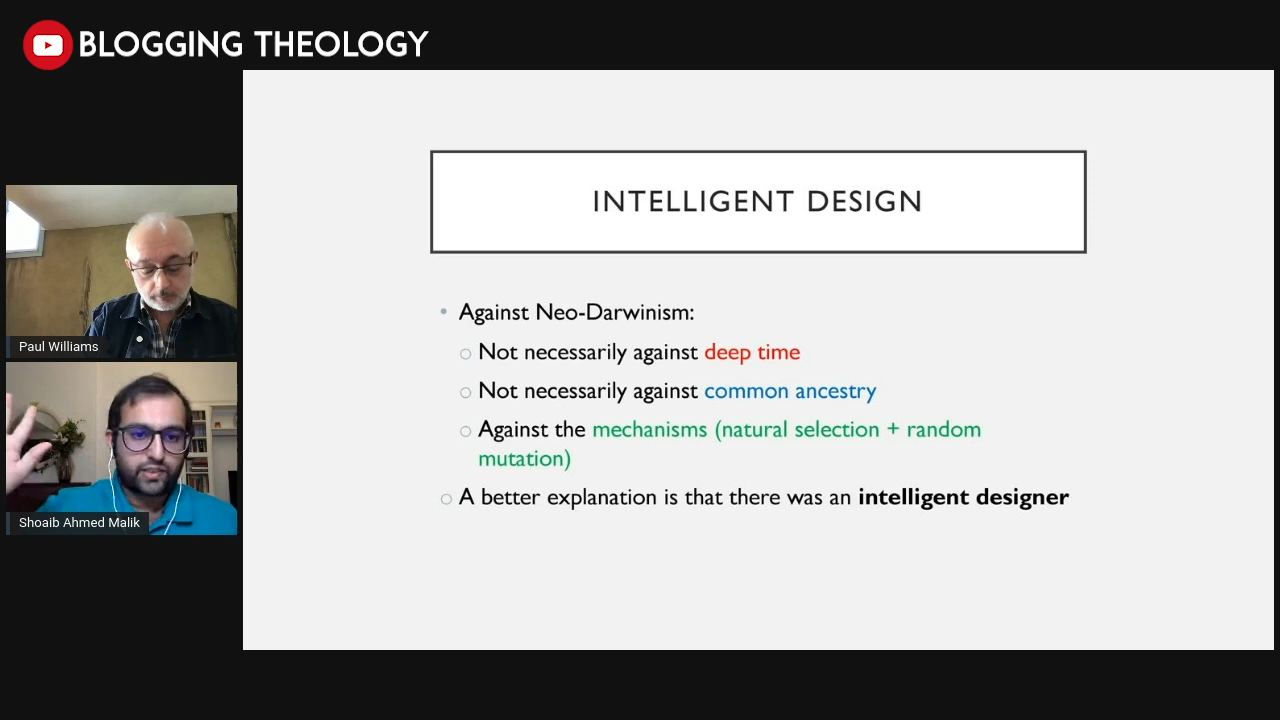 BLOGGING THEOLOGY
INTELLIGENT DESIGN
• Against Neo-Darwinism:
○ Not necessarily against deep time
○ Not necessarily against common ancestry
○ Against the mechanisms (natural selection + random
mutation)
○ A better explanation is that there was an intelligent designer
Paul Williams
Shoaib Ahmed Malik